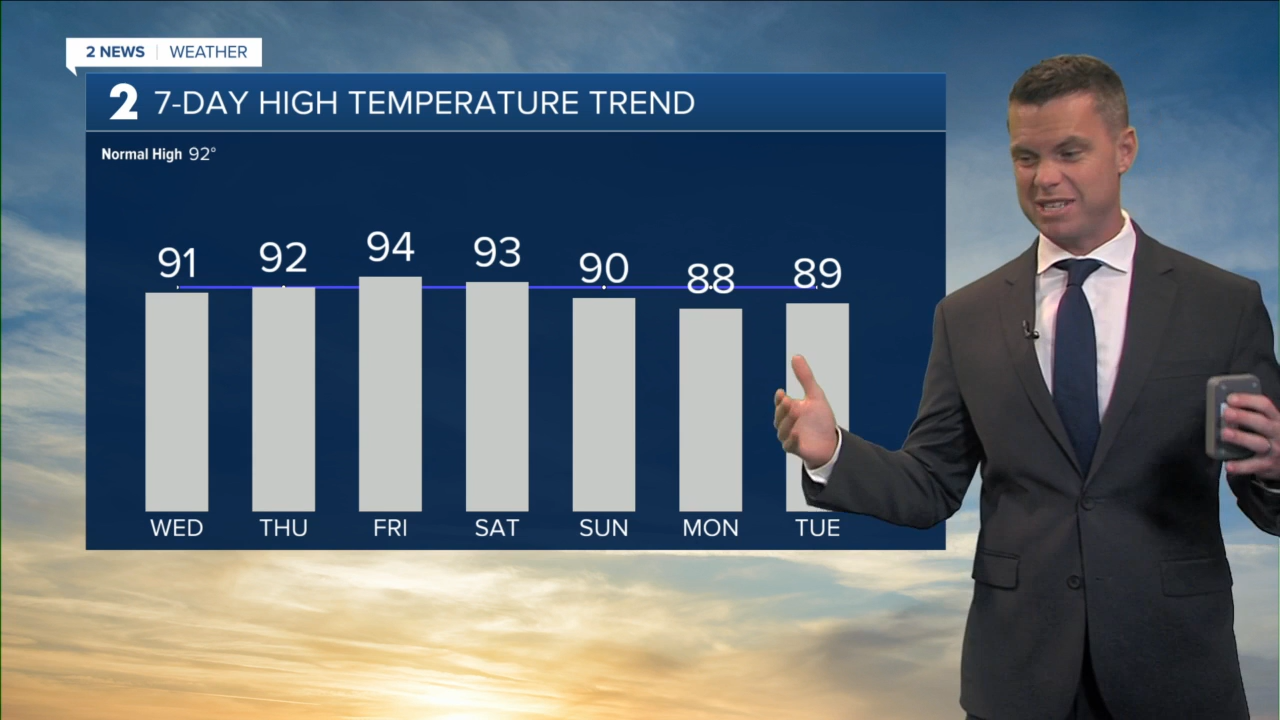 2 NEWS | WEATHER
2 7-DAY HIGH TEMPERATURE TREND
Normal High 92°
91 92 94 93 90 88 89
WED THU FRI SAT SUN MON TUE